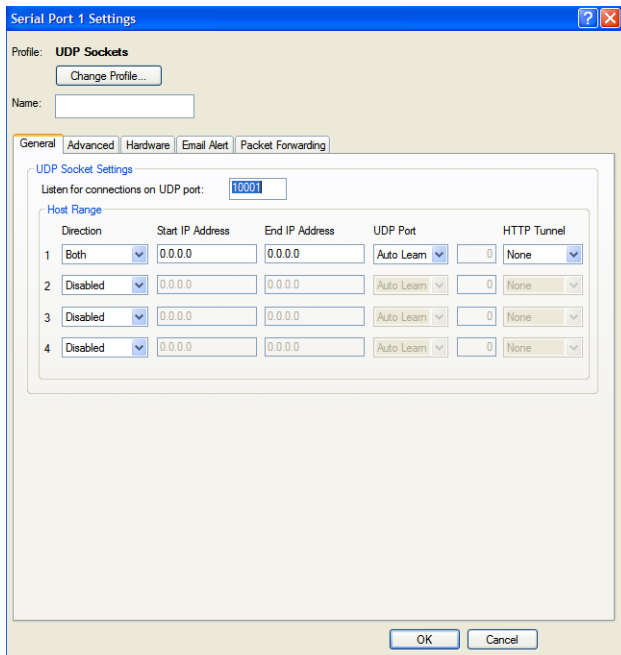 Serial Port 1 Settings
Profile: UDP Sockets
Change Profile...
Name:
General Advanced Hardware Email Alert Packet Forwarding
UDP Socket Settings
Listen for connections on UDP port: 10001
Host Range
Direction Start IP Address End IP Address UDP Port HTTP Tunnel
1 Both 0.0.0.0 0.0.0.0 Auto Learn 0 None
2 Disabled 0.0.0.0 0.0.0.0 Auto Learn 0 None
3 Disabled 0.0.0.0 0.0.0.0 Auto Learn 0 None
4 Disabled 0.0.0.0 0.0.0.0 Auto Learn 0 None
OK Cancel